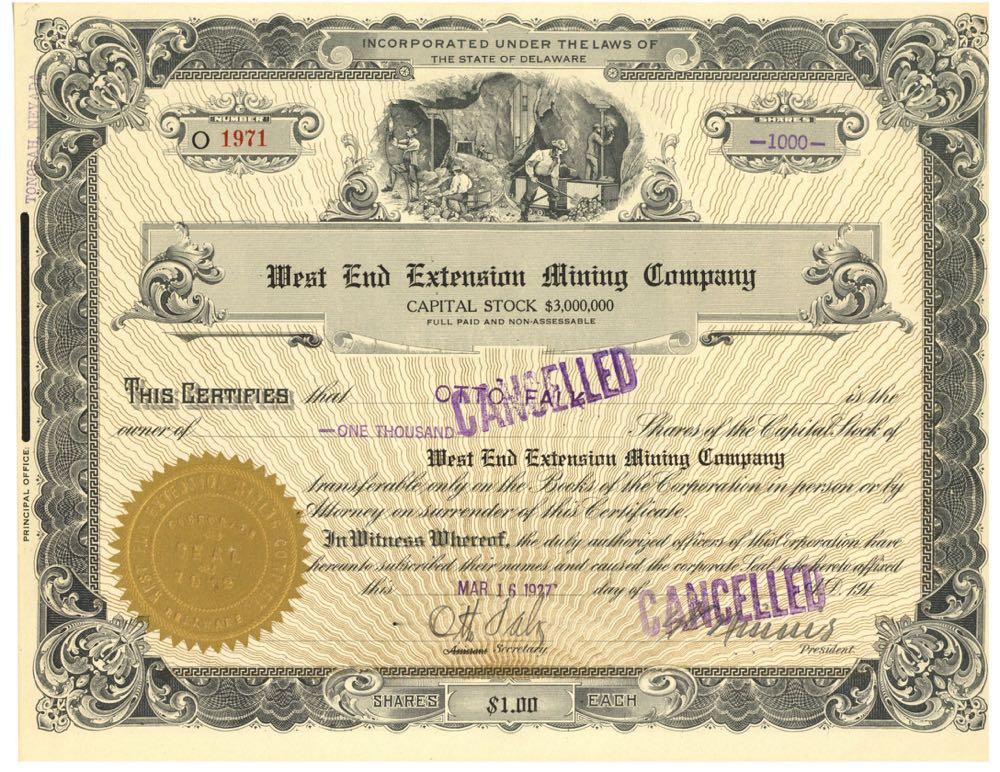 INCORPORATED UNDER THE LAWS OF
THE STATE OF DELAWARE
NUMBER
O 1971
SHARES
—1000—
TONOPAH, NEVADA
PRINCIPAL OFFICE.
West End Extension Mining Company
CAPITAL STOCK $3,000,000
FULL PAID AND NON-ASSESSABLE
THIS CERTIFIES that OTTO FALK is the
CANCELLED
owner of —ONE THOUSAND Shares of the Capital Stock of
West End Extension Mining Company
transferable only on the Books of the Corporation in person or by
Attorney on surrender of this Certificate.
In Witness Whereof, the duly authorized officers of this Corporation have
hereunto subscribed their names and caused the corporate Seal to be hereto affixed
this MAR 16 1927 day of A.D. 191
CANCELLED
Secretary.
President.
CORPORATE
SEAL
DELAWARE
SHARES $1.00 EACH